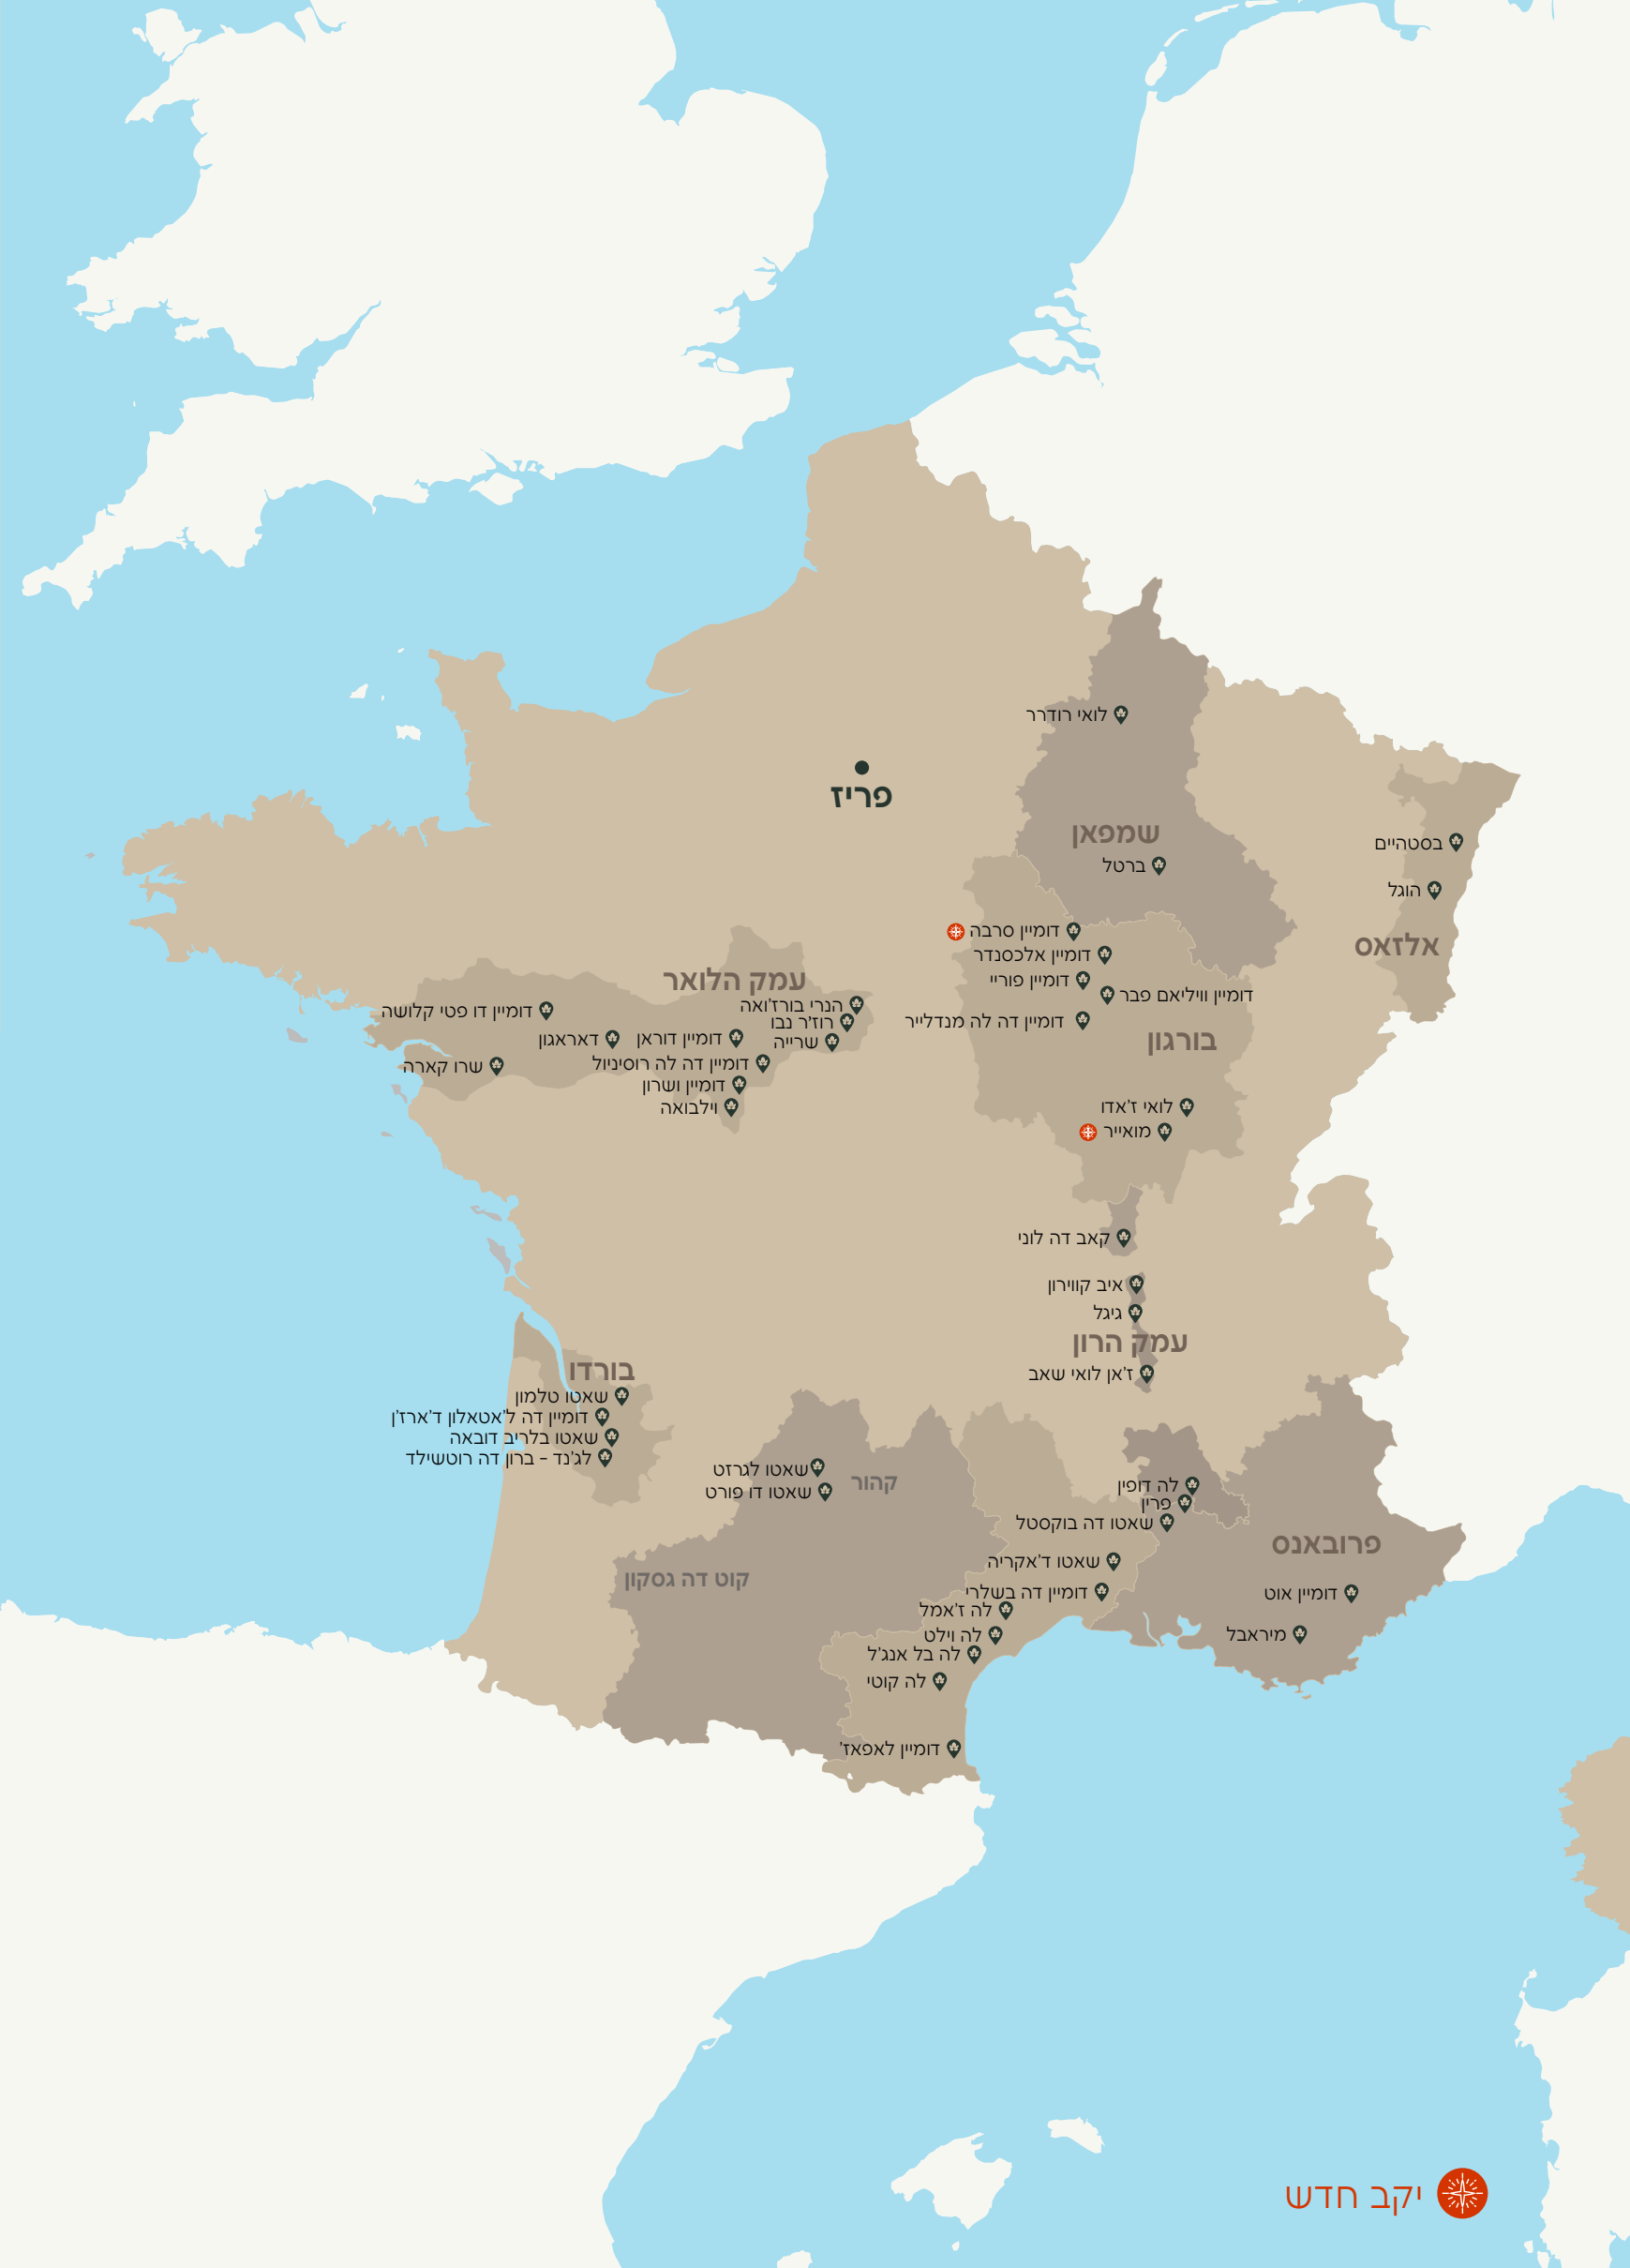 לואי רודרר
פריז
שמפאן
ברטל
בסטהיים
הוגל
אלזאס
דומיין סרבה
דומיין אלכסנדר
דומיין פוריי
דומיין וויליאם פבר
דומיין דה לה מנדלייר
בורגון
לואי ז'אדו
מואייר
עמק הלואר
הנרי בורז'ואה
רוז'ר נבו
שרייה
דומיין דו פטי קלושה
דאראגון
דומיין דוראן
שרו קארה
דומיין דה לה רוסיניול
דומיין ושרון
וילבואה
קאב דה לוני
איב קווירון
גיגל
עמק הרון
ז'אן לואי שאב
בורדו
שאטו טלמון
דומיין דה ל'אטאלון ד'ארז'ן
שאטו בלריב דובאה
לג'נד - ברון דה רוטשילד
שאטו לגרזט
שאטו דו פורט
קהור
קוט דה גסקון
לה דופין
פרין
שאטו דה בוקסטל
פרובאנס
שאטו ד'אקריה
דומיין דה בשלרי
דומיין אוט
מיראבל
לה ז'אמל
לה וילט
לה בל אנג'ל
לה קוטי
דומיין לאפאז'
יקב חדש